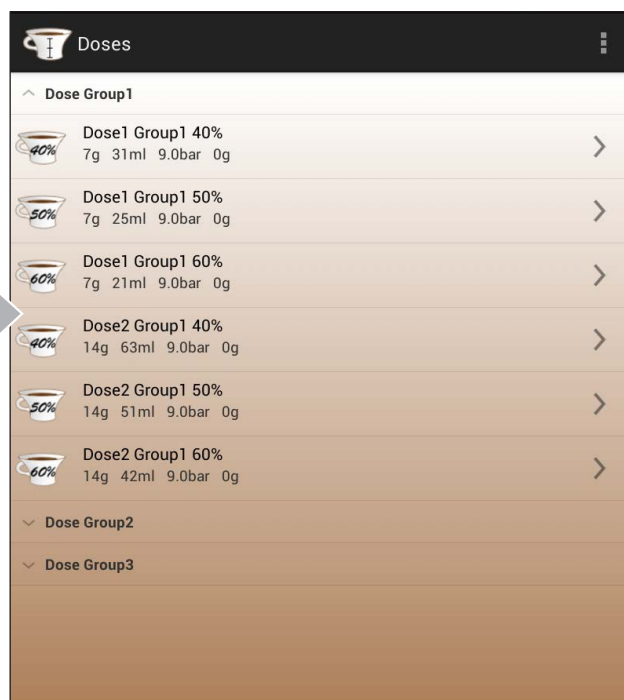 Doses
Dose Group1
40%
Dose1 Group1 40%
7g 31ml 9.0bar 0g
50%
Dose1 Group1 50%
7g 25ml 9.0bar 0g
60%
Dose1 Group1 60%
7g 21ml 9.0bar 0g
40%
Dose2 Group1 40%
14g 63ml 9.0bar 0g
50%
Dose2 Group1 50%
14g 51ml 9.0bar 0g
60%
Dose2 Group1 60%
14g 42ml 9.0bar 0g
Dose Group2
Dose Group3